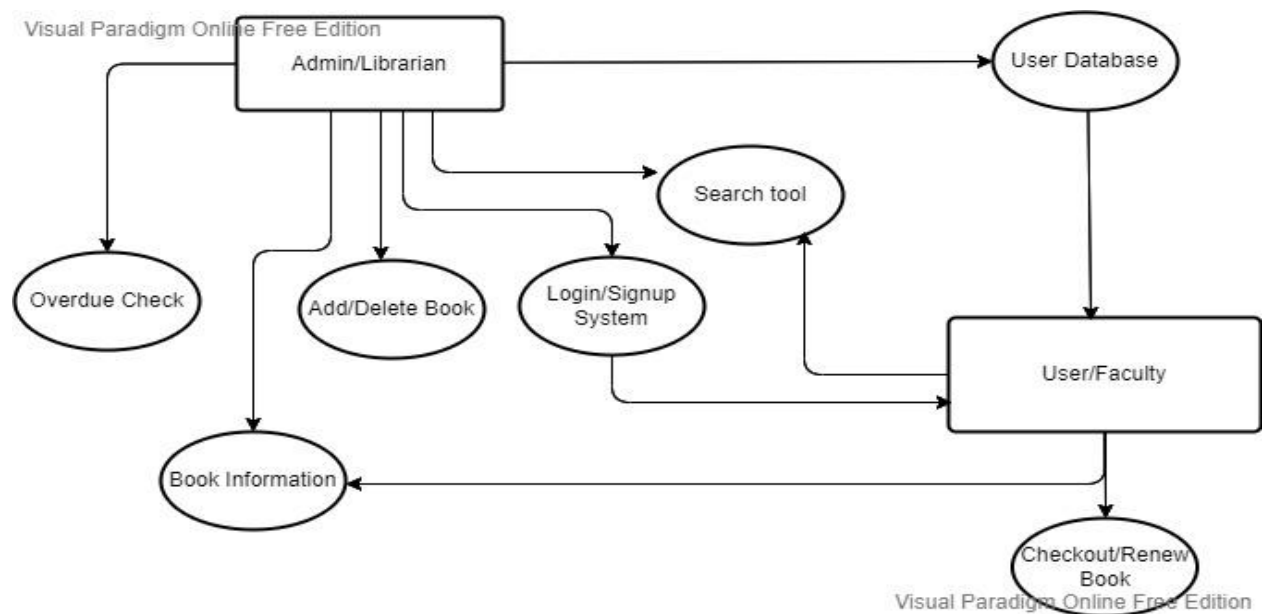 Visual Paradigm Online Free Edition
Admin/Librarian
User Database
Search tool
Overdue Check
Add/Delete Book
Login/Signup
System
User/Faculty
Book Information
Checkout/Renew
Book
Visual Paradigm Online Free Edition